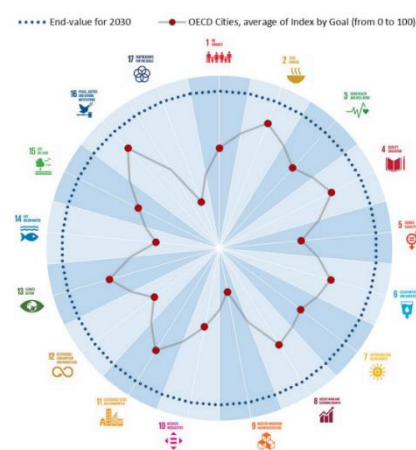 End-value for 2030
OECD Cities, average of Index by Goal (from 0 to 100)
1 NO
POVERTY
2 ZERO
HUNGER
3 GOOD HEALTH
AND WELL-BEING
4 QUALITY
EDUCATION
5 GENDER
EQUALITY
6 CLEAN WATER
AND SANITATION
7 AFFORDABLE AND
CLEAN ENERGY
8 DECENT WORK AND
ECONOMIC GROWTH
9 INDUSTRY, INNOVATION
AND INFRASTRUCTURE
10 REDUCED
INEQUALITIES
11 SUSTAINABLE CITIES
AND COMMUNITIES
12 RESPONSIBLE
CONSUMPTION
AND PRODUCTION
13 CLIMATE
ACTION
14 LIFE
BELOW WATER
15 LIFE
ON LAND
16 PEACE, JUSTICE
AND STRONG
INSTITUTIONS
17 PARTNERSHIPS
FOR THE GOALS